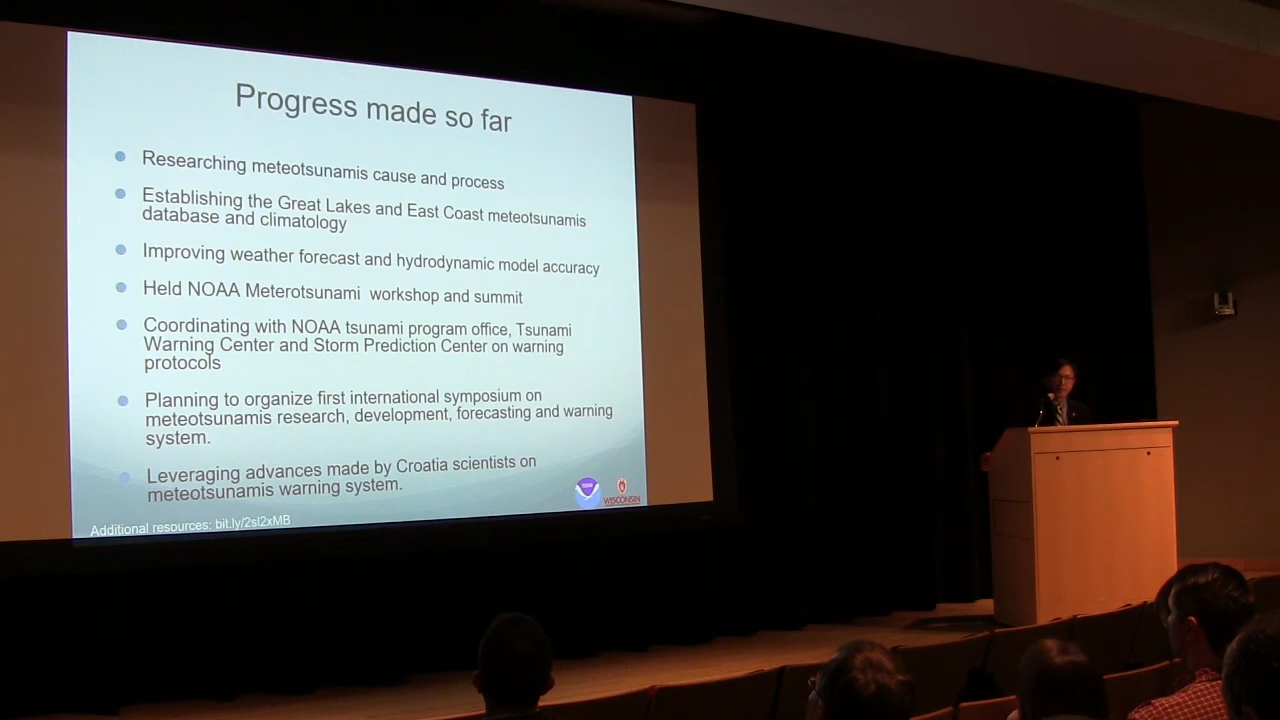 Progress made so far
Researching meteotsunamis cause and process
Establishing the Great Lakes and East Coast meteotsunamis
database and climatology
Improving weather forecast and hydrodynamic model accuracy
Held NOAA Meterotsunami workshop and summit
Coordinating with NOAA tsunami program office, Tsunami
Warning Center and Storm Prediction Center on warning
protocols
Planning to organize first international symposium on
meteotsunamis research, development, forecasting and warning
system.
Leveraging advances made by Croatia scientists on
meteotsunamis warning system.
NOAA
WISCONSIN
Additional resources: bit.ly/2sl2xMB